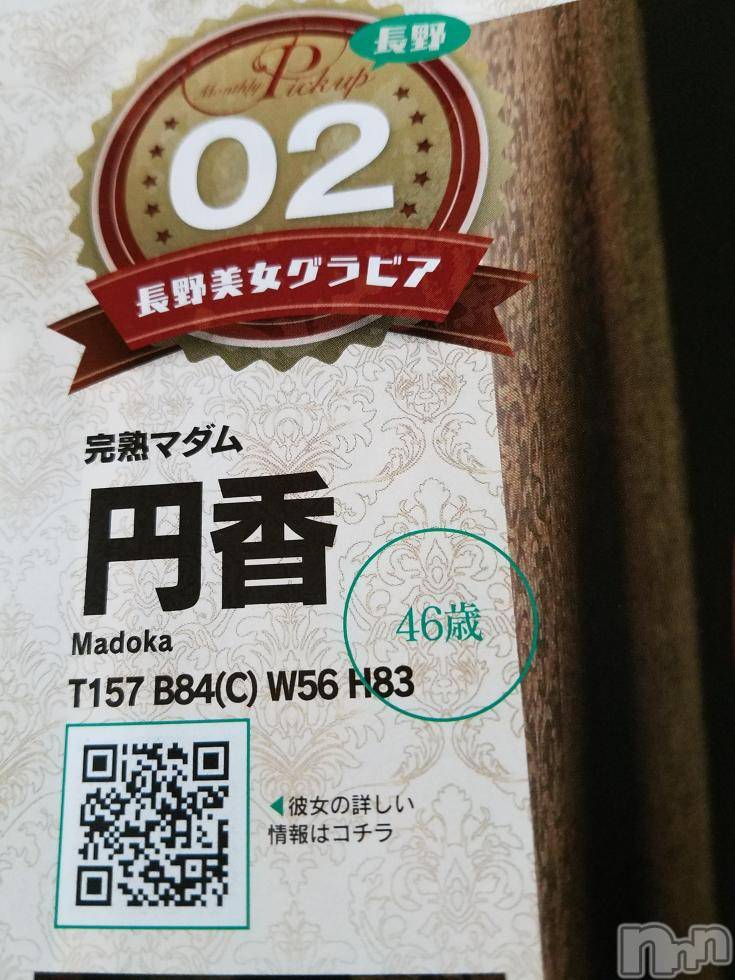 長野
Monthly Pick up
02
長野美女グラビア
完熟マダム
円香
46歳
Madoka
T157 B84(C) W56 H83
◀彼女の詳しい
情報はコチラ